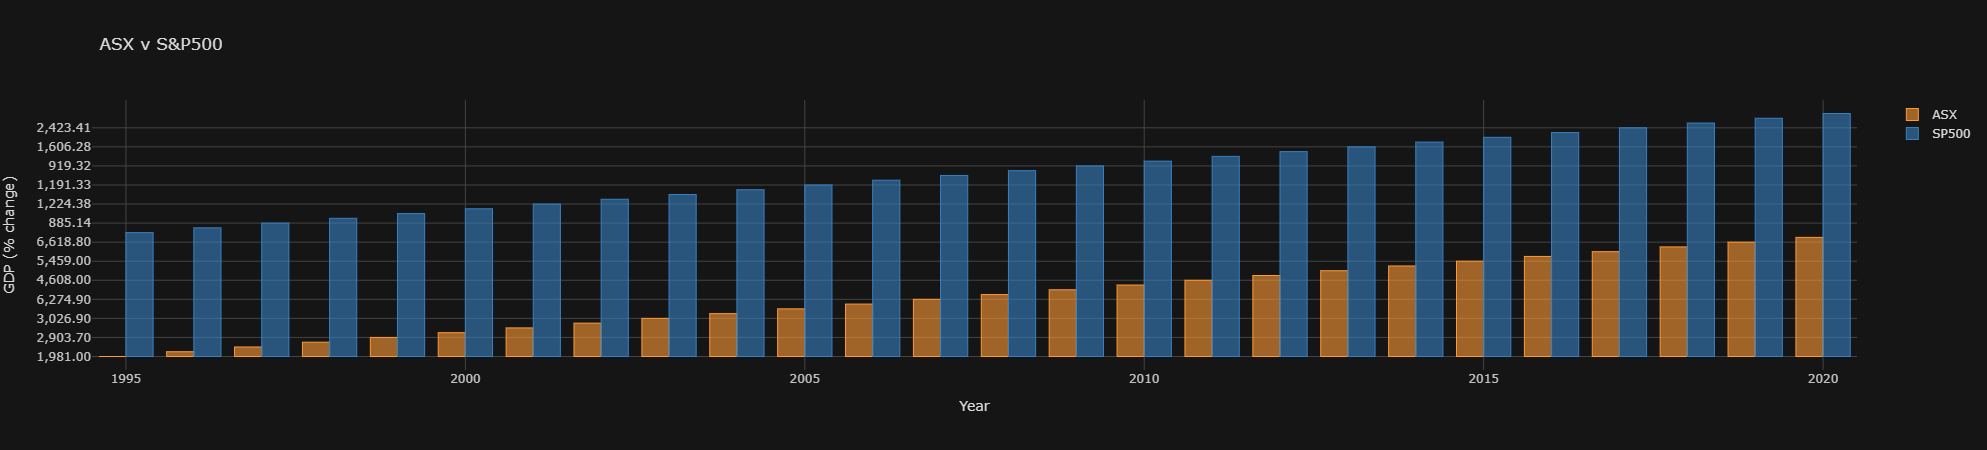 ASX v S&P500
ASX
SP500
2,423.41
1,606.28
919.32
1,191.33
1,224.38
885.14
6,618.80
5,459.00
4,608.00
6,274.90
3,026.90
2,903.70
1,981.00
GDP (% change)
1995 2000 2005 2010 2015 2020
Year